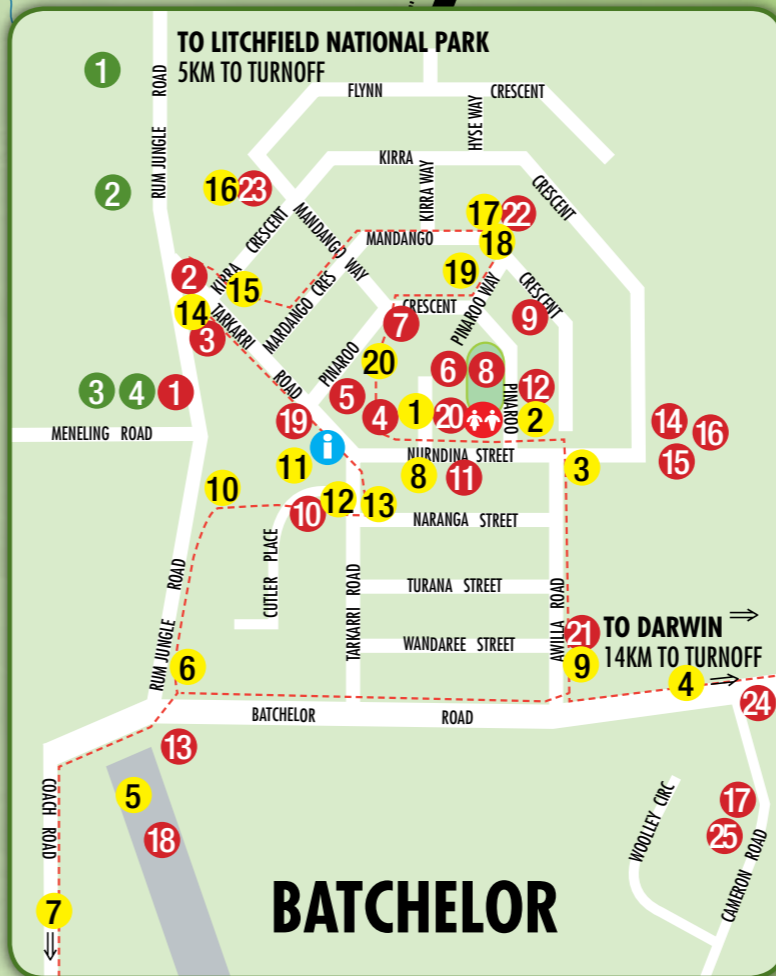 TO LITCHFIELD NATIONAL PARK
5KM TO TURNOFF
1
RUM JUNGLE ROAD
FLYNN CRESCENT
HYSE WAY
KIRRA CRESCENT
2
16 23
KIRRA WAY
17 22
MANDANGO WAY
MANDANGO CRESCENT
18
KIRRA CRESCENT
2
15
19
14
3
TARKARRI ROAD
MARDANGO CRES
PINAROO CRESCENT
PINAROO WAY
7
9
20
6 8
PINAROO
12
3 4 1
5
4
1
20
2
19
14
16
15
MENELING ROAD
i
NURNDINA STREET
11
8
11
3
10
12
13
10
NARANGA STREET
CUTLER PLACE
TARKARRI ROAD
TURANA STREET
AWILLA ROAD
RUM JUNGLE ROAD
WANDAREE STREET
21
TO DARWIN
14KM TO TURNOFF
6
9
4
BATCHELOR ROAD
24
13
5
18
COACH ROAD
WOOLLEY CIRC
17
25
CAMERON ROAD
7
BATCHELOR